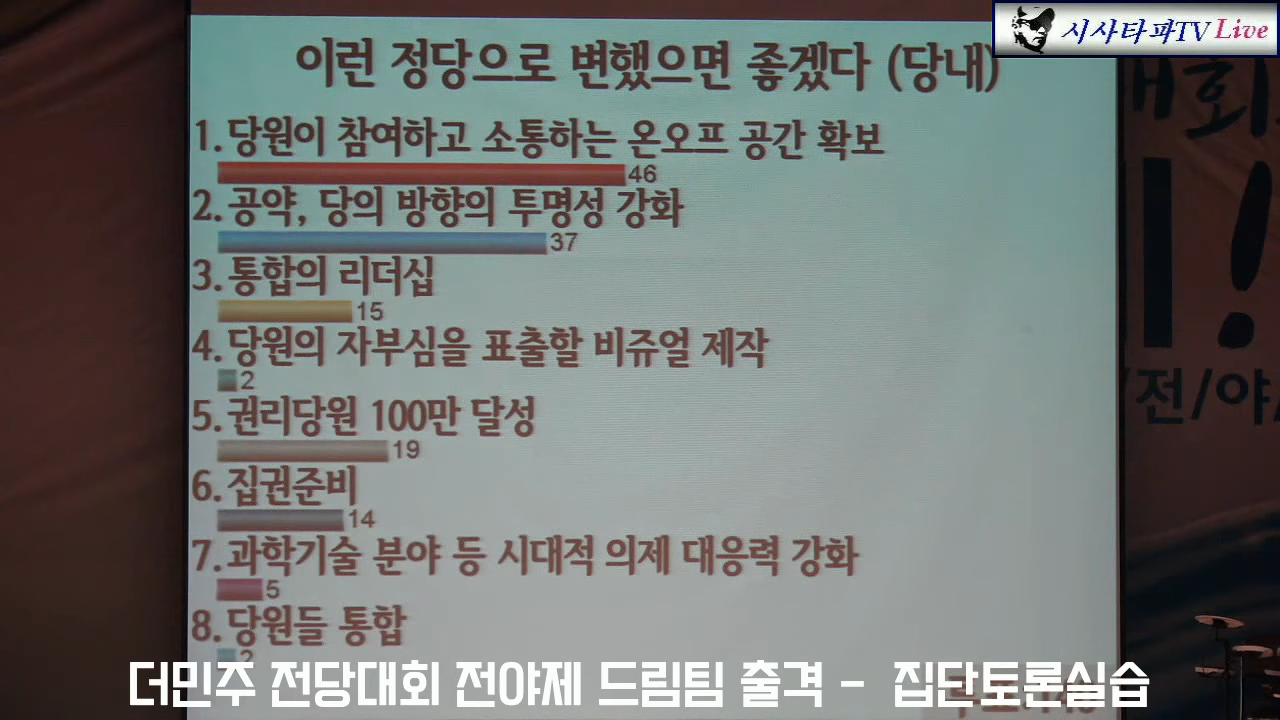 시사타파TV Live
이런 정당으로 변했으면 좋겠다 (당내)
1. 당원이 참여하고 소통하는 온오프 공간 확보
46
2. 공약, 당의 방향의 투명성 강화
37
3. 통합의 리더십
15
4. 당원의 자부심을 표출할 비쥬얼 제작
2
5. 권리당원 100만 달성
19
6. 집권준비
14
7. 과학기술 분야 등 시대적 의제 대응력 강화
5
8. 당원들 통합
2
회
!
/전/야
더민주 전당대회 전야제 드림팀 출격 - 집단토론실습